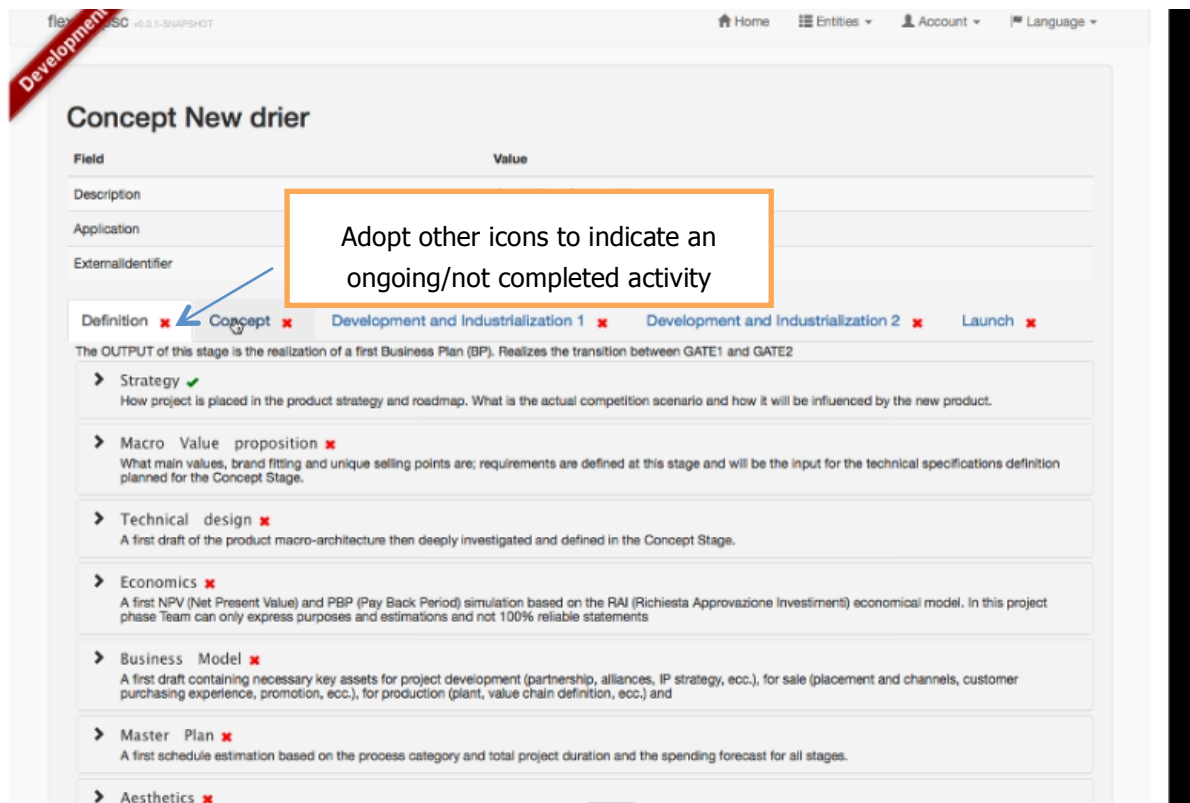 v0.0.1-SNAPSHOT Home Entities Account Language
Development
Concept New drier
Field Value
Description
Application
ExternalIdentifier
Adopt other icons to indicate an
ongoing/not completed activity
Definition Concept Development and Industrialization 1 Development and Industrialization 2 Launch
The OUTPUT of this stage is the realization of a first Business Plan (BP). Realizes the transition between GATE1 and GATE2
Strategy
How project is placed in the product strategy and roadmap. What is the actual competition scenario and how it will be influenced by the new product.
Macro Value proposition
What main values, brand fitting and unique selling points are; requirements are defined at this stage and will be the input for the technical specifications definition
planned for the Concept Stage.
Technical design
A first draft of the product macro-architecture then deeply investigated and defined in the Concept Stage.
Economics
A first NPV (Net Present Value) and PBP (Pay Back Period) simulation based on the RAI (Richiesta Approvazione Investimenti) economical model. In this project
phase Team can only express purposes and estimations and not 100% reliable statements
Business Model
A first draft containing necessary key assets for project development (partnership, alliances, IP strategy, ecc.), for sale (placement and channels, customer
purchasing experience, promotion, ecc.), for production (plant, value chain definition, ecc.) and
Master Plan
A first schedule estimation based on the process category and total project duration and the spending forecast for all stages.
Aesthetics